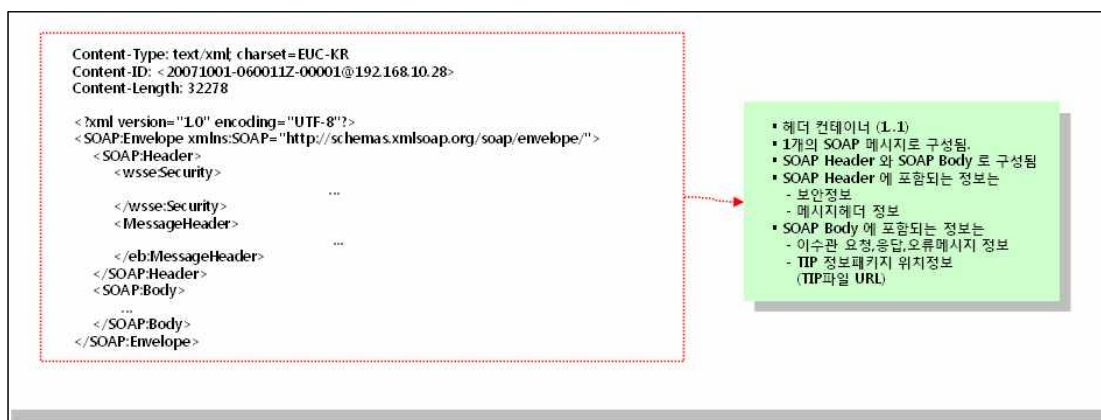 Content-Type: text/xml; charset=EUC-KR
Content-ID: <20071001-060011Z-00001@192.168.10.28>
Content-Length: 32278
<?xml version="1.0" encoding="UTF-8"?>
<SOAP:Envelope xmlns:SOAP="http://schemas.xmlsoap.org/soap/envelope/">
<SOAP:Header>
<wsse:Security>
...
</wsse:Security>
<MessageHeader>
...
</eb:MessageHeader>
</SOAP:Header>
<SOAP:Body>
...
</SOAP:Body>
</SOAP:Envelope>
▪ 헤더 컨테이너 (1..1)
▪ 1개의 SOAP 메시지로 구성됨.
▪ SOAP Header 와 SOAP Body 로 구성됨
▪ SOAP Header 에 포함되는 정보는
- 보안정보
- 메시지헤더 정보
▪ SOAP Body 에 포함되는 정보는
- 이수관 요청,응답,오류메시지 정보
- TIP 정보패키지 위치정보
(TIP파일 URL)